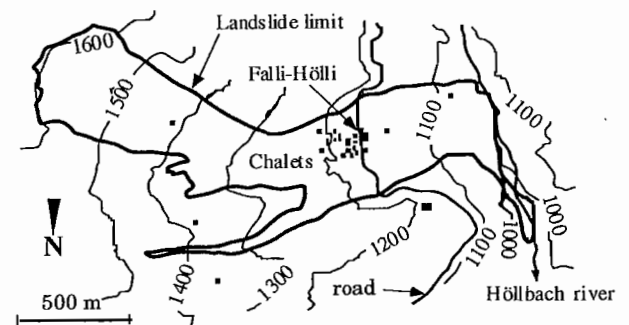 Landslide limit
1600
Falli-Hölli
1500
1100
1100
Chalets
N
1200
1000
1000
1400
1300
1100
road
Höllbach river
500 m